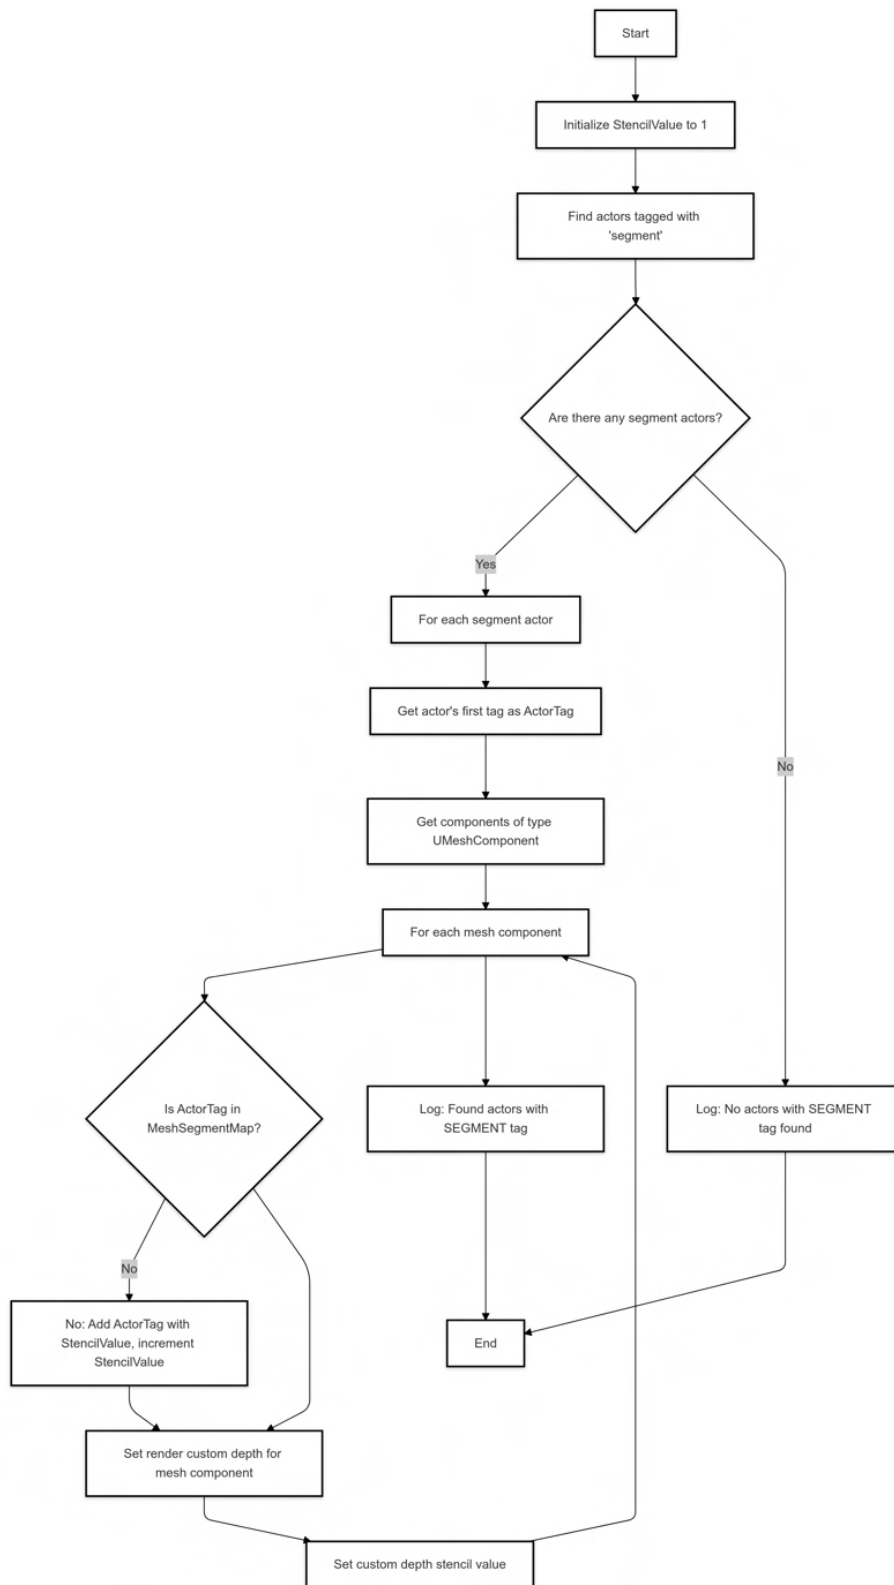 Start
Initialize StencilValue to 1
Find actors tagged with
'segment'
Are there any segment actors?
Yes
For each segment actor
Get actor's first tag as ActorTag
No
Get components of type
UMeshComponent
For each mesh component
Is ActorTag in
MeshSegmentMap?
Log: Found actors with
SEGMENT tag
Log: No actors with SEGMENT
tag found
No
No: Add ActorTag with
StencilValue, increment
StencilValue
End
Set render custom depth for
mesh component
Set custom depth stencil value